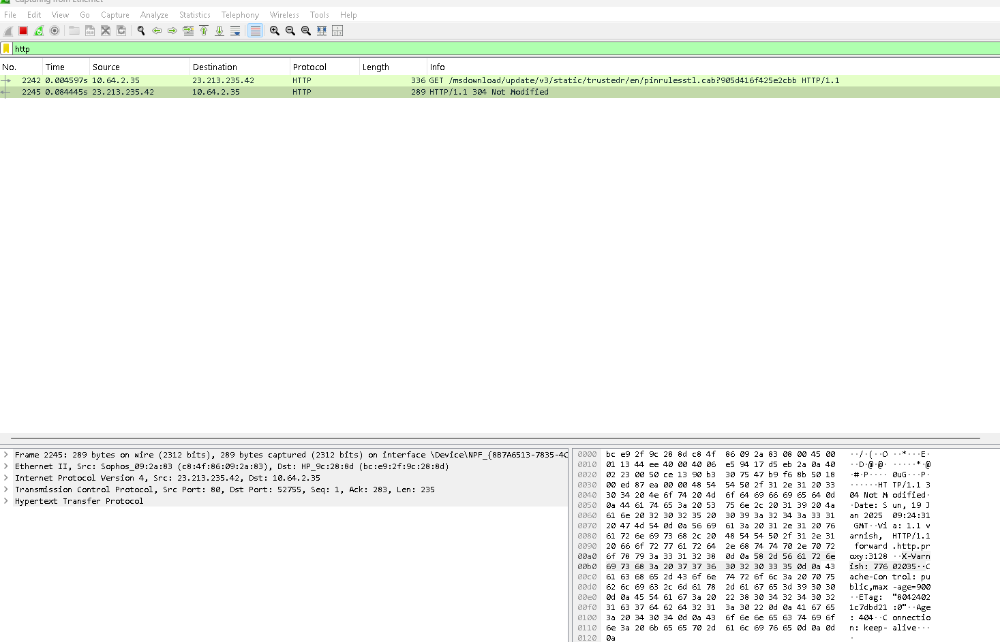 Capturing from Ethernet
File Edit View Go Capture Analyze Statistics Telephony Wireless Tools Help
http
No. Time Source Destination Protocol Length Info
2242 0.004597s 10.64.2.35 23.213.235.42 HTTP 336 GET /msdownload/update/v3/static/trustedr/en/pinrulesstl.cab?905d416f425e2cbb HTTP/1.1
2245 0.084445s 23.213.235.42 10.64.2.35 HTTP 289 HTTP/1.1 304 Not Modified
Frame 2245: 289 bytes on wire (2312 bits), 289 bytes captured (2312 bits) on interface \Device\NPF_{8B7A6513-7835-4C
Ethernet II, Src: Sophos_09:2a:83 (c8:4f:86:09:2a:83), Dst: HP_9c:28:8d (bc:e9:2f:9c:28:8d)
Internet Protocol Version 4, Src: 23.213.235.42, Dst: 10.64.2.35
Transmission Control Protocol, Src Port: 80, Dst Port: 52755, Seq: 1, Ack: 283, Len: 235
Hypertext Transfer Protocol
0000 bc e9 2f 9c 28 8d c8 4f 86 09 2a 83 08 00 45 00 ··/·(··O ··*···E·
0010 01 13 44 ee 40 00 40 06 e5 94 17 d5 eb 2a 0a 40 ··D·@·@· ·····*·@
0020 02 23 00 50 ce 13 90 b3 30 75 47 b9 f6 8b 50 18 ·#·P···· 0uG···P·
0030 00 ed 87 ea 00 00 48 54 54 50 2f 31 2e 31 20 33 ······HT TP/1.1 3
0040 30 34 20 4e 6f 74 20 4d 6f 64 69 66 69 65 64 0d 04 Not M odified·
0050 0a 44 61 74 65 3a 20 53 75 6e 2c 20 31 39 20 4a ·Date: S un, 19 J
0060 61 6e 20 32 30 32 35 20 30 39 3a 32 34 3a 33 31 an 2025 09:24:31
0070 20 47 4d 54 0d 0a 56 69 61 3a 20 31 2e 31 20 76 GMT··Vi a: 1.1 v
0080 61 72 6e 69 73 68 2c 20 48 54 54 50 2f 31 2e 31 arnish, HTTP/1.1
0090 20 66 6f 72 77 61 72 64 2e 68 74 74 70 2e 70 72 forward .http.pr
00a0 6f 78 79 3a 33 31 32 38 0d 0a 58 2d 56 61 72 6e oxy:3128 ··X-Varn
00b0 69 73 68 3a 20 37 37 36 30 32 30 33 35 0d 0a 43 ish: 776 02035··C
00c0 61 63 68 65 2d 43 6f 6e 74 72 6f 6c 3a 20 70 75 ache-Con trol: pu
00d0 62 6c 69 63 2c 6d 61 78 2d 61 67 65 3d 39 30 30 blic,max -age=900
00e0 0d 0a 45 54 61 67 3a 20 22 38 30 34 32 34 30 32 ··ETag: "8042402
00f0 31 63 37 64 62 64 32 31 3a 30 22 0d 0a 41 67 65 1c7dbd21 :0"··Age
0100 3a 20 34 30 34 0d 0a 43 6f 6e 6e 65 63 74 69 6f : 404··C onnectio
0110 6e 3a 20 6b 65 65 70 2d 61 6c 69 76 65 0d 0a 0d n: keep- alive···
0120 0a ·